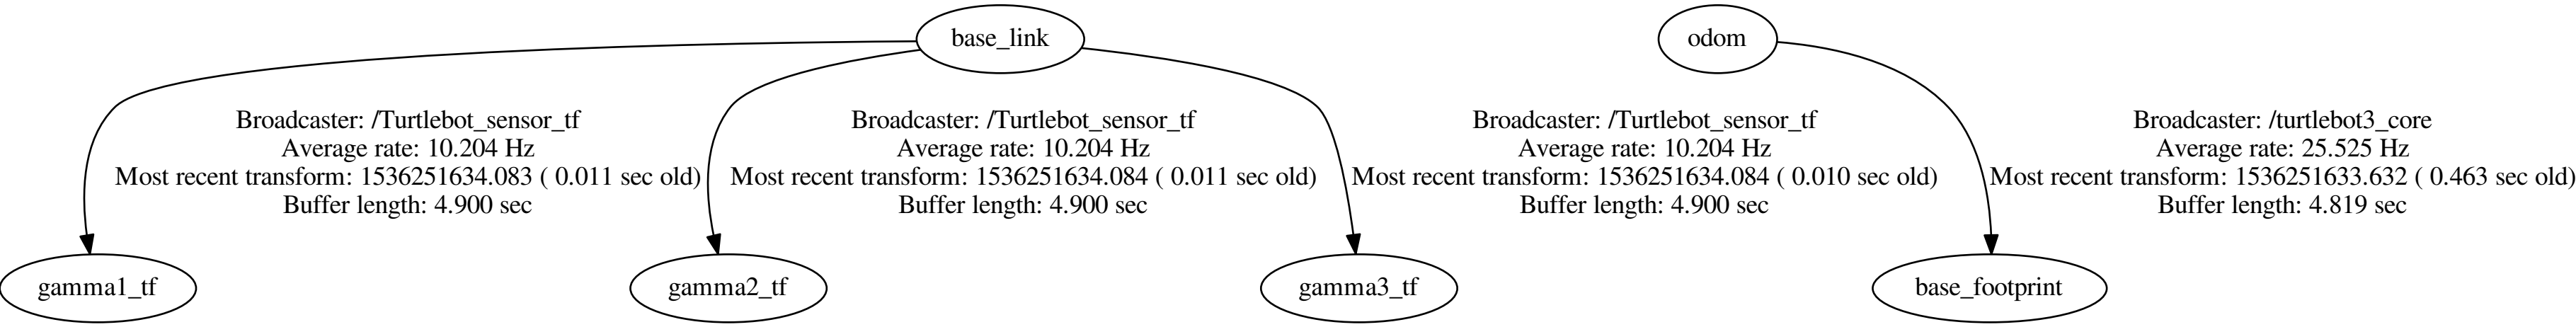 base_link
odom
Broadcaster: /Turtlebot_sensor_tf
Average rate: 10.204 Hz
Most recent transform: 1536251634.083 ( 0.011 sec old)
Buffer length: 4.900 sec
Broadcaster: /Turtlebot_sensor_tf
Average rate: 10.204 Hz
Most recent transform: 1536251634.084 ( 0.011 sec old)
Buffer length: 4.900 sec
Broadcaster: /Turtlebot_sensor_tf
Average rate: 10.204 Hz
Most recent transform: 1536251634.084 ( 0.010 sec old)
Buffer length: 4.900 sec
Broadcaster: /turtlebot3_core
Average rate: 25.525 Hz
Most recent transform: 1536251633.632 ( 0.463 sec old)
Buffer length: 4.819 sec
gamma1_tf
gamma2_tf
gamma3_tf
base_footprint